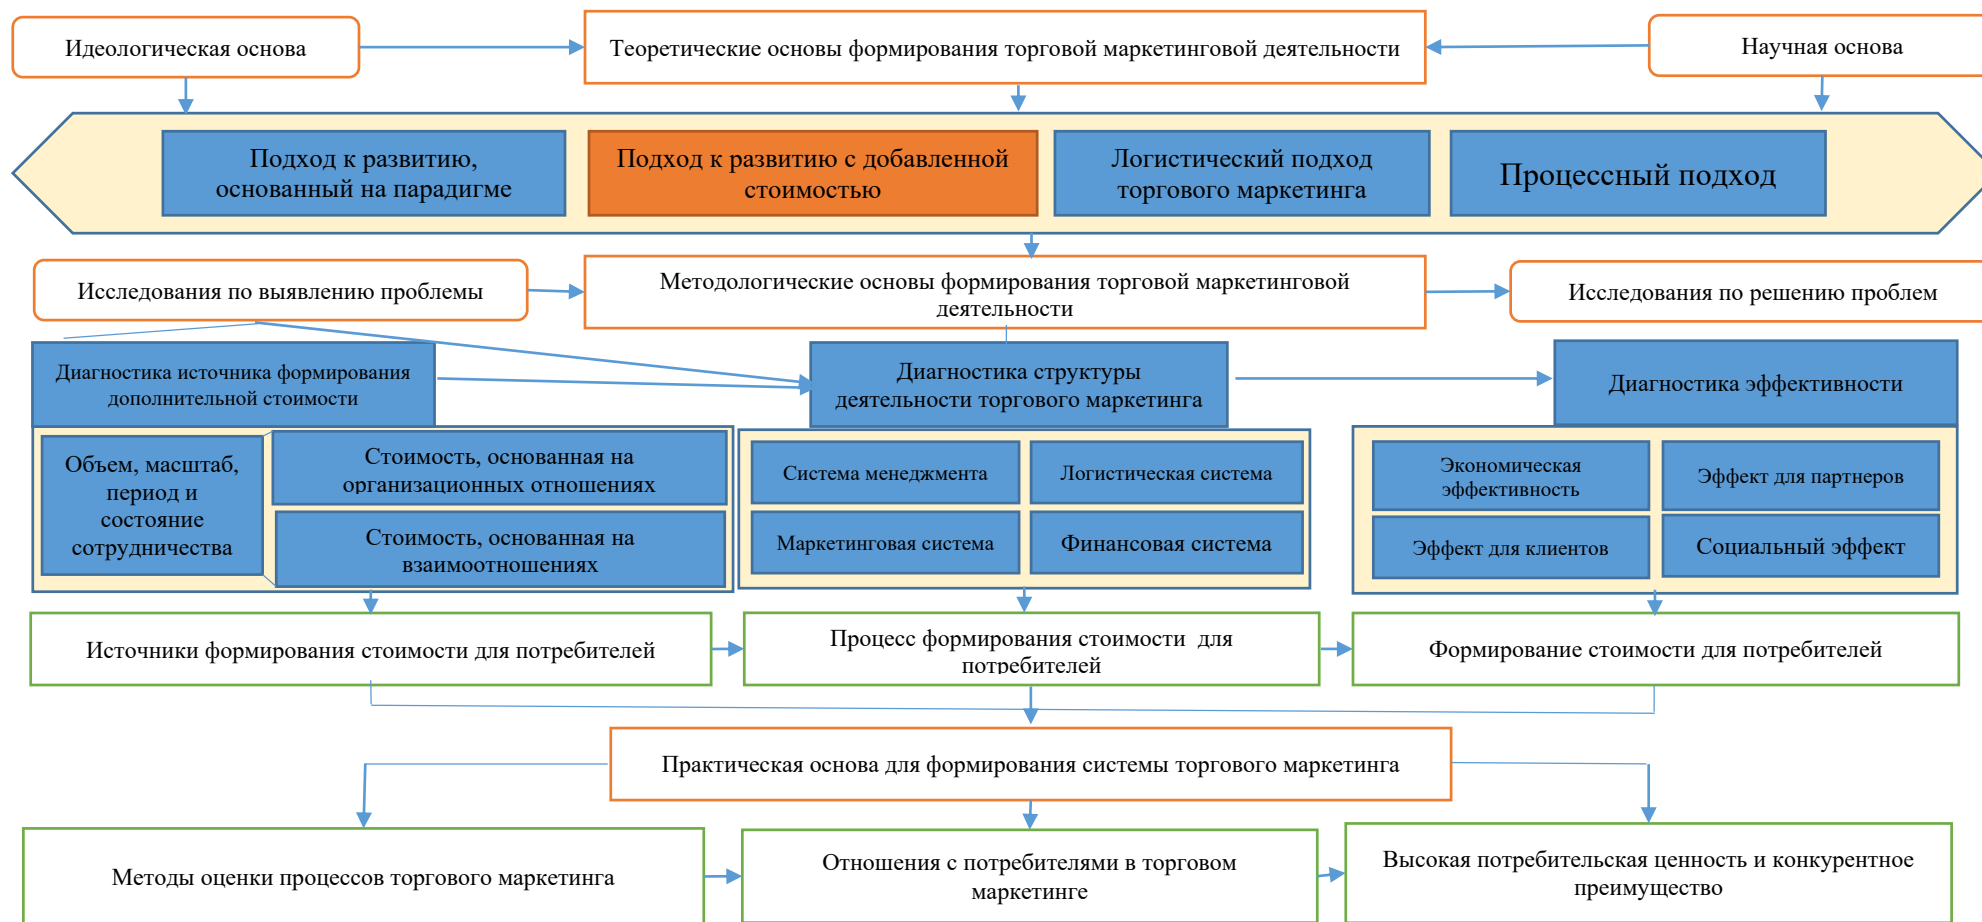 Идеологическая основа
Теоретические основы формирования торговой маркетинговой деятельности
Научная основа
Подход к развитию,
основанный на парадигме
Подход к развитию с добавленной
стоимостью
Логистический подход
торгового маркетинга
Процессный подход
Исследования по выявлению проблемы
Методологические основы формирования торговой маркетинговой
деятельности
Исследования по решению проблем
Диагностика источника формирования
дополнительной стоимости
Диагностика структуры
деятельности торгового маркетинга
Диагностика эффективности
Объем, масштаб,
период и
состояние
сотрудничества
Стоимость, основанная на
организационных отношениях
Стоимость, основанная на
взаимоотношениях
Система менеджмента
Логистическая система
Маркетинговая система
Финансовая система
Экономическая
эффективность
Эффект для партнеров
Эффект для клиентов
Социальный эффект
Источники формирования стоимости для потребителей
Процесс формирования стоимости  для
потребителей
Формирование стоимости для потребителей
Практическая основа для формирования системы торгового маркетинга
Методы оценки процессов торгового маркетинга
Отношения с потребителями в торговом
маркетинге
Высокая потребительская ценность и конкурентное
преимущество